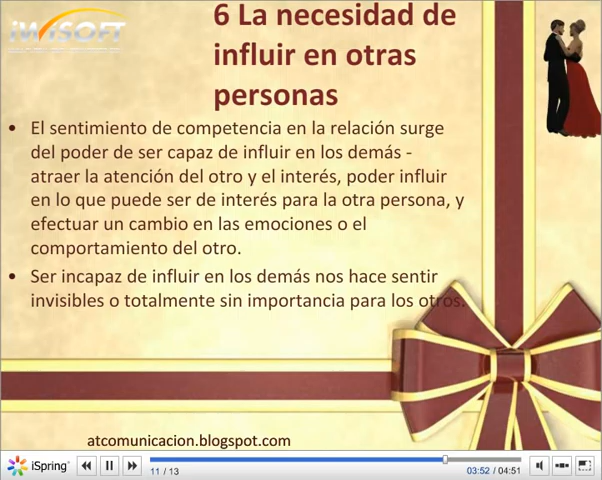 iWiSOFT
6 La necesidad de
influir en otras
personas
• El sentimiento de competencia en la relación surge
del poder de ser capaz de influir en los demás -
atraer la atención del otro y el interés, poder influir
en lo que puede ser de interés para la otra persona, y
efectuar un cambio en las emociones o el
comportamiento del otro.
• Ser incapaz de influir en los demás nos hace sentir
invisibles o totalmente sin importancia para los otros.
atcomunicacion.blogspot.com
iSpring
11 / 13
03:52 / 04:51